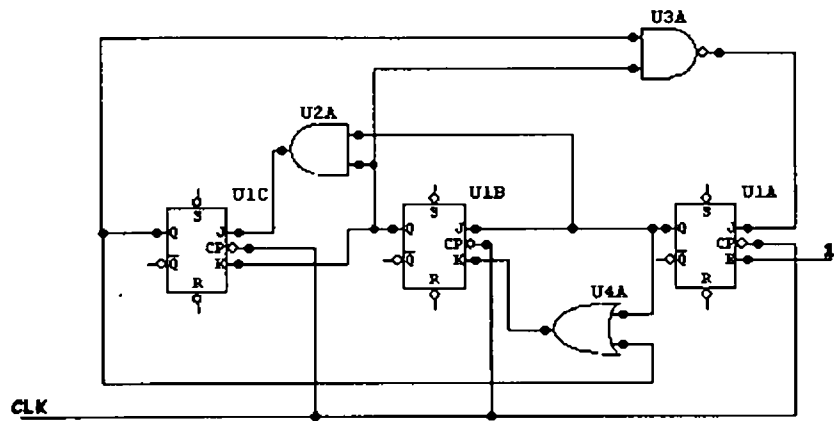 U3A
U2A
U1C
U1B
U1A
S
Q J
CP
Q̅ K
R
S
Q J
CP
Q̅ K
R
S
Q J
CP
Q̅ K
R
1
U4A
CLK